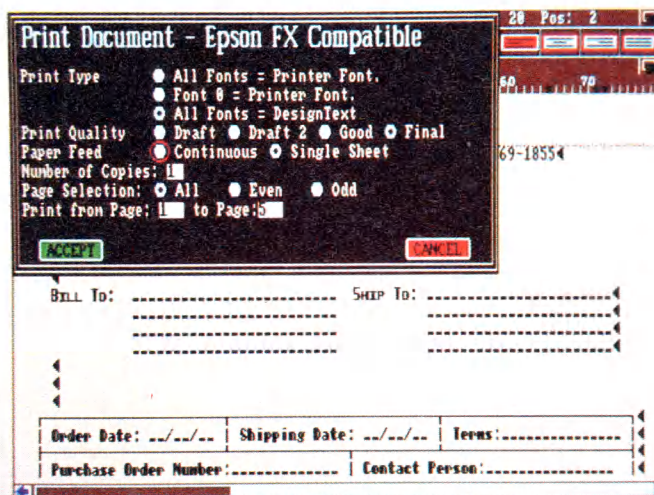 Print Document - Epson FX Compatible
20 Pos: 2
60 70
Print Type All Fonts = Printer Font.
Font 0 = Printer Font.
All Fonts = DesignText
Print Quality Draft Draft 2 Good Final
Paper Feed Continuous Single Sheet
69-1855
Number of Copies: 1
Page Selection: All Even Odd
Print from Page: 1 to Page: 5
ACCEPT CANCEL
Bill To: Ship To:
Order Date: __/__/__ Shipping Date: __/__/__ Terms:
Purchase Order Number: Contact Person: